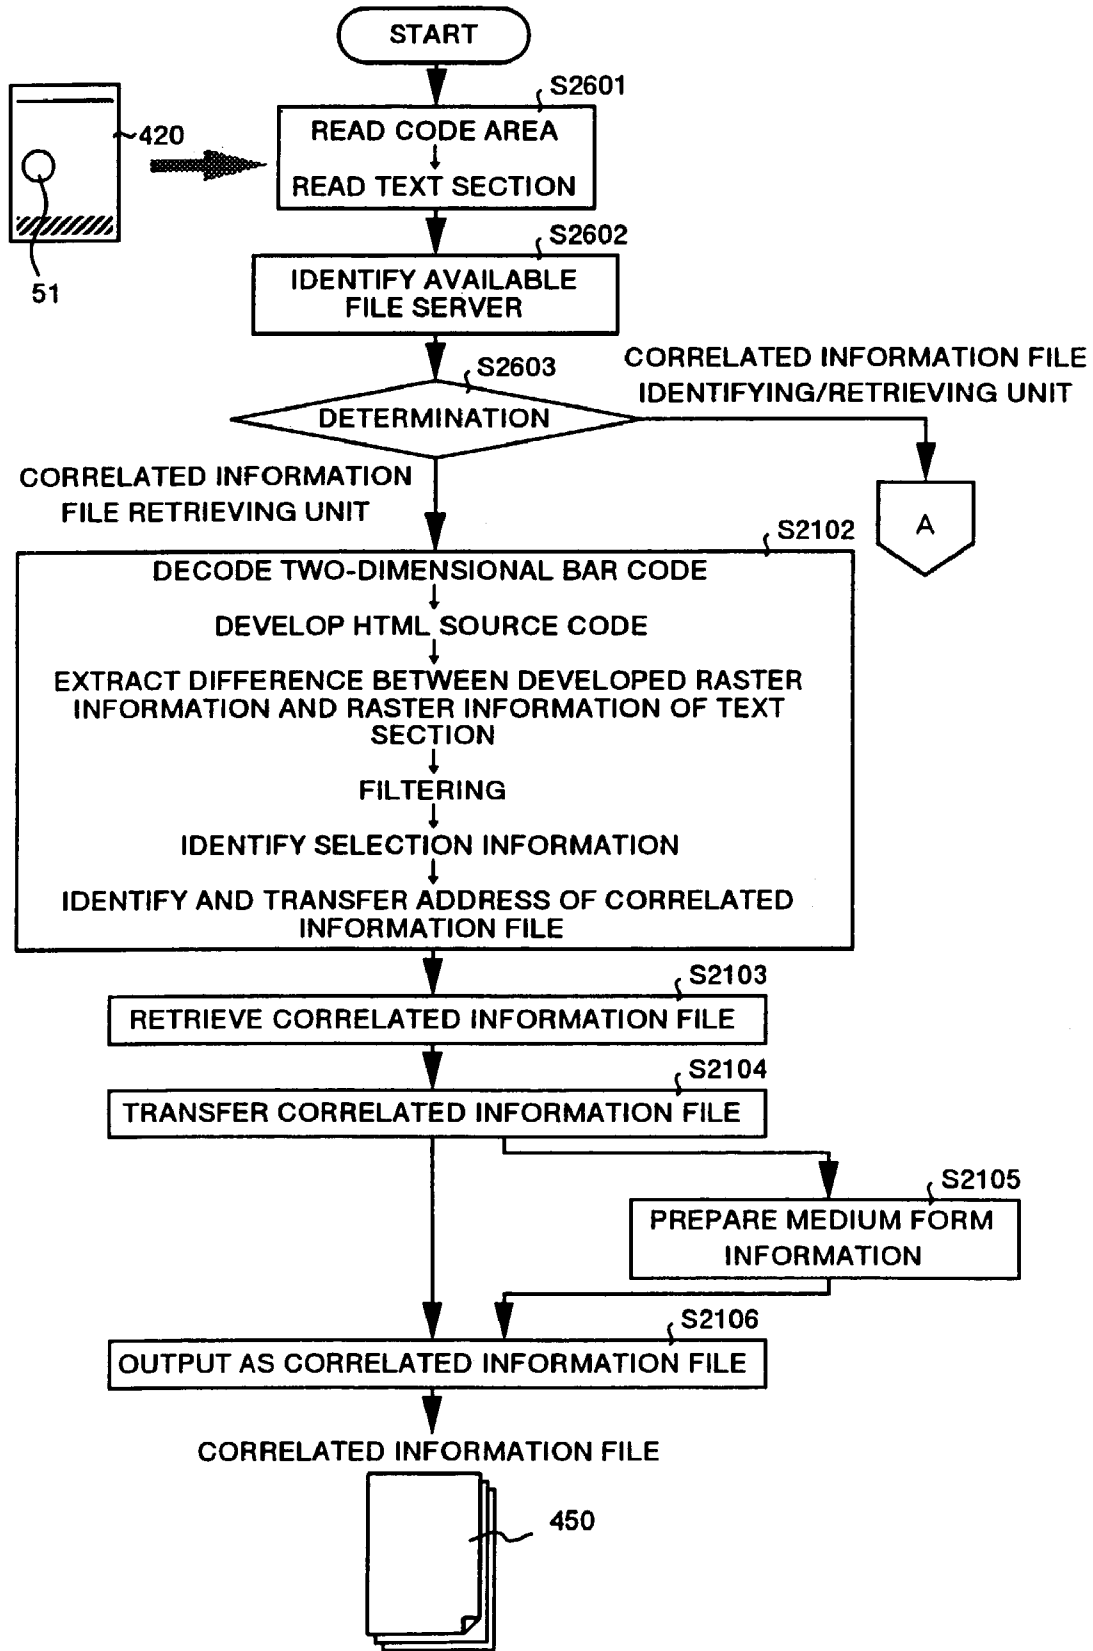 START
S2601
READ CODE AREA
READ TEXT SECTION
420
51
S2602
IDENTIFY AVAILABLE
FILE SERVER
S2603
DETERMINATION
CORRELATED INFORMATION FILE
IDENTIFYING/RETRIEVING UNIT
A
CORRELATED INFORMATION
FILE RETRIEVING UNIT
S2102
DECODE TWO-DIMENSIONAL BAR CODE
DEVELOP HTML SOURCE CODE
EXTRACT DIFFERENCE BETWEEN DEVELOPED RASTER
INFORMATION AND RASTER INFORMATION OF TEXT
SECTION
FILTERING
IDENTIFY SELECTION INFORMATION
IDENTIFY AND TRANSFER ADDRESS OF CORRELATED
INFORMATION FILE
S2103
RETRIEVE CORRELATED INFORMATION FILE
S2104
TRANSFER CORRELATED INFORMATION FILE
S2105
PREPARE MEDIUM FORM
INFORMATION
S2106
OUTPUT AS CORRELATED INFORMATION FILE
CORRELATED INFORMATION FILE
450